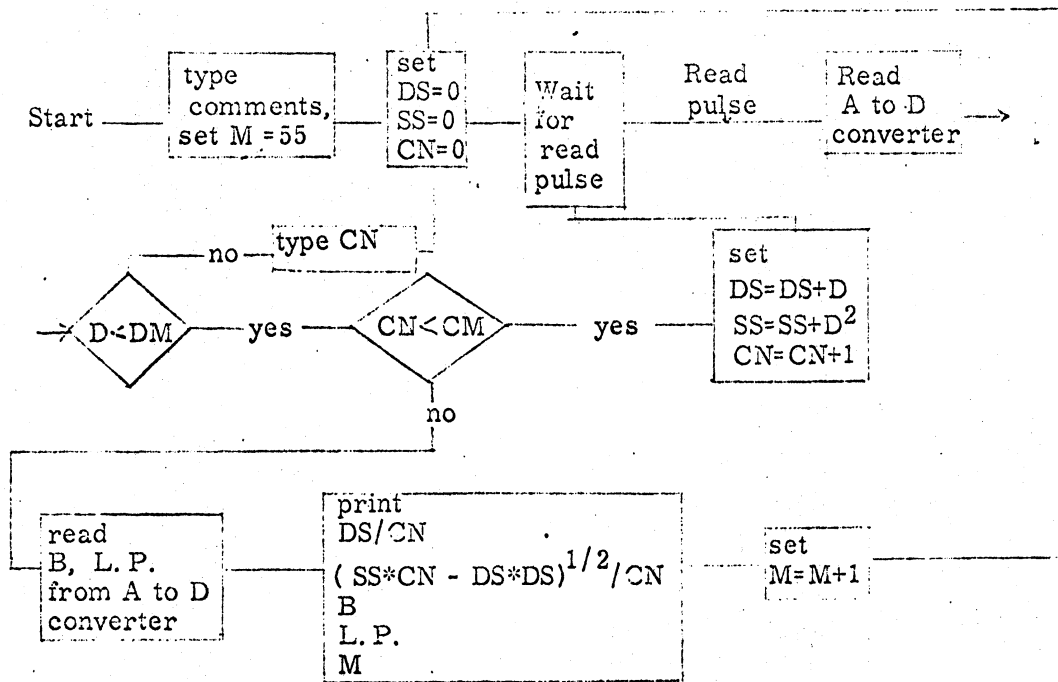 Start
type
comments,
set M = 55
set
DS=0
SS=0
CN=0
Wait
for
read
pulse
Read
pulse
Read
A to D
converter
no
type CN
D<DM
yes
CN<CM
yes
set
DS=DS+D
SS=SS+D²
CN=CN+1
no
read
B, L. P.
from A to D
converter
print
DS/CN
( SS*CN - DS*DS)^1/2/CN
B
L. P.
M
set
M=M+1